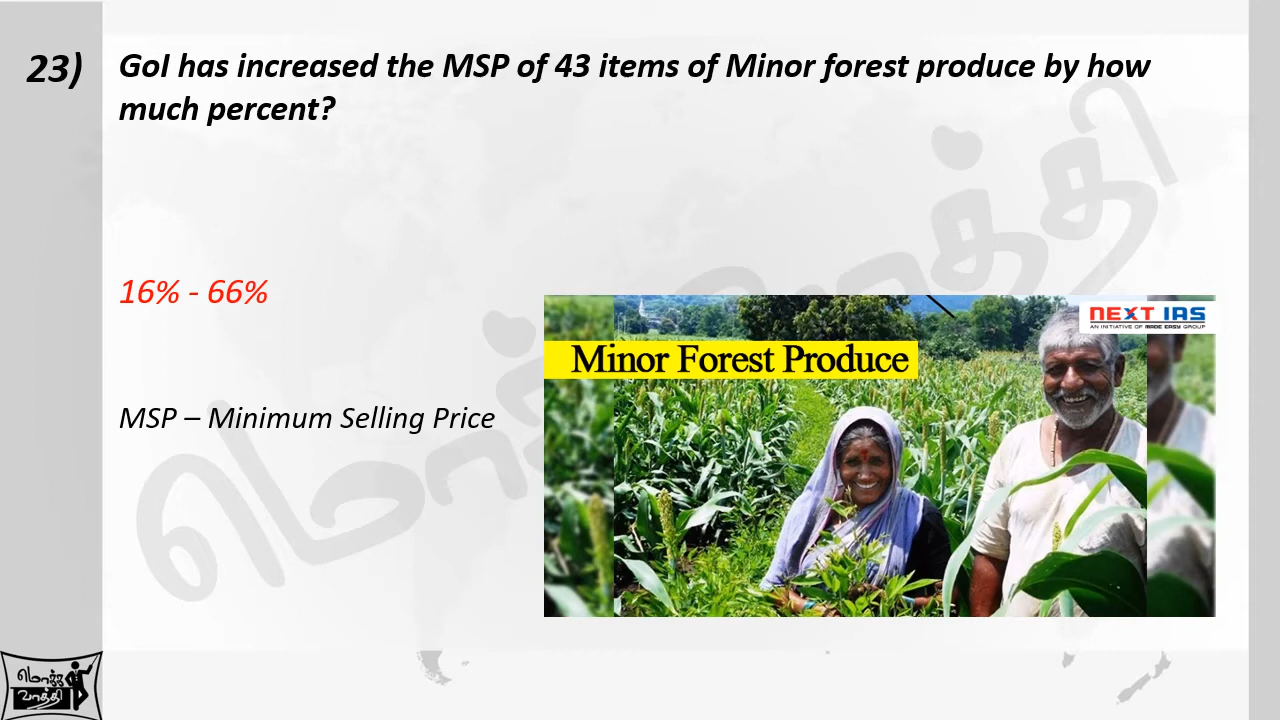 23)
GoI has increased the MSP of 43 items of Minor forest produce by how
much percent?
16% - 66%
MSP – Minimum Selling Price
NEXT IAS
AN INITIATIVE OF MADE EASY GROUP
Minor Forest Produce
மொக்க
வாத்தி